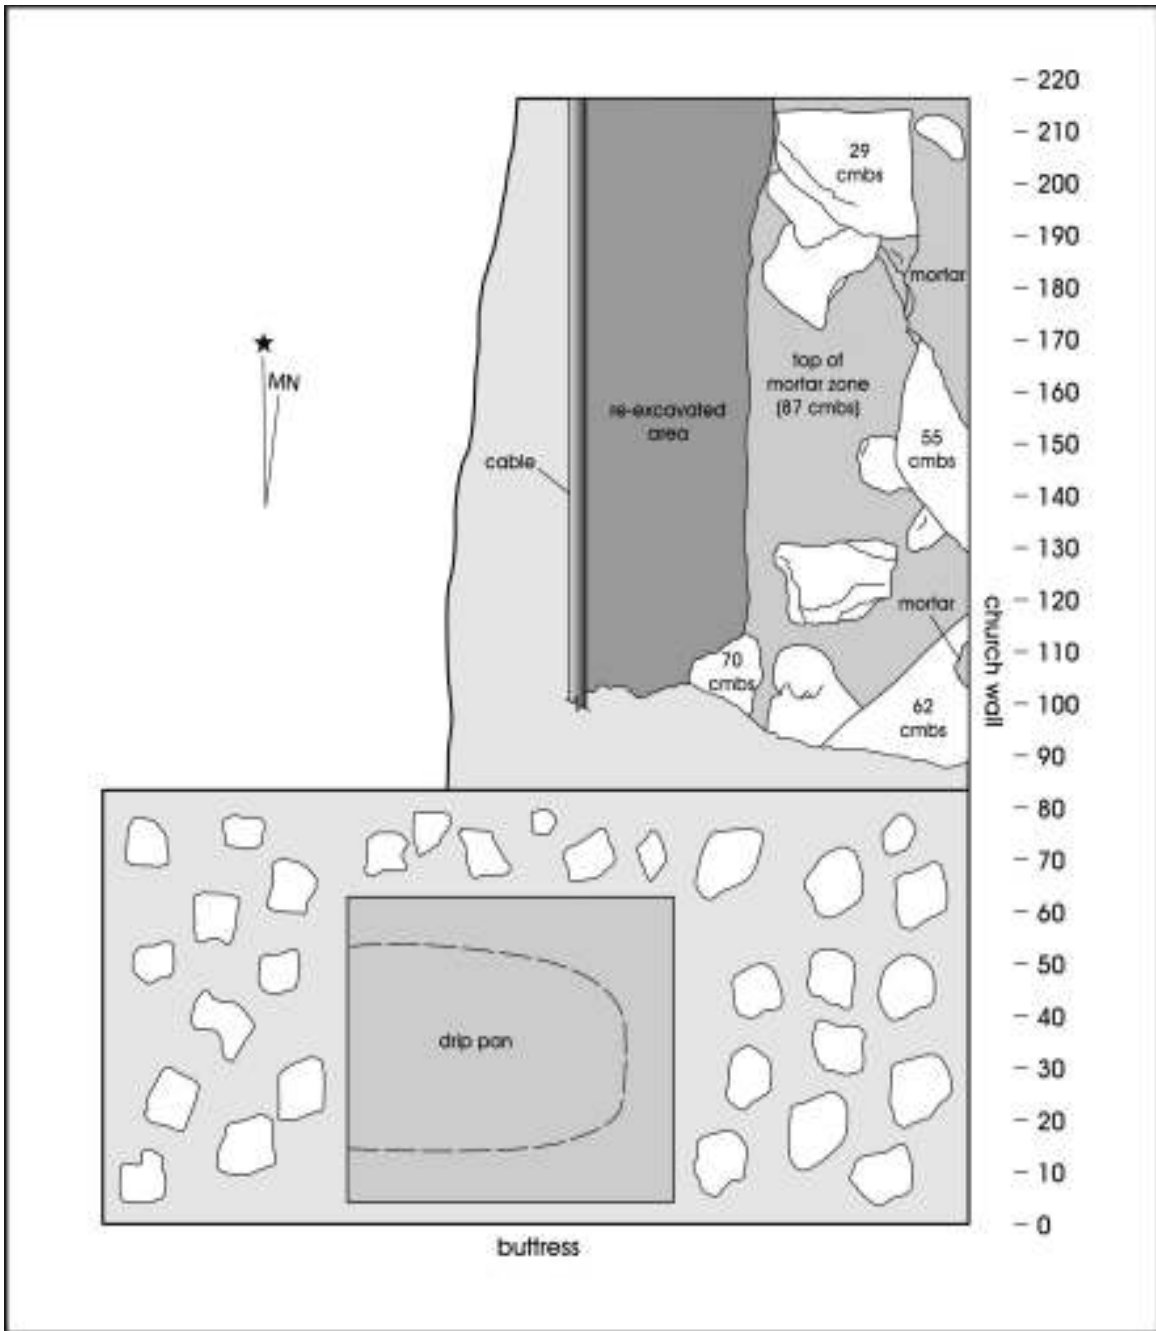 220
210
29
cmbs
200
190
mortar
180
170
MN
top of
mortar zone
(87 cmbs)
160
re-excavated
area
150
55
cmbs
cable
140
130
120
mortar
church wall
110
70
cmbs
100
62
cmbs
90
80
70
60
50
40
drip pan
30
20
10
0
buttress